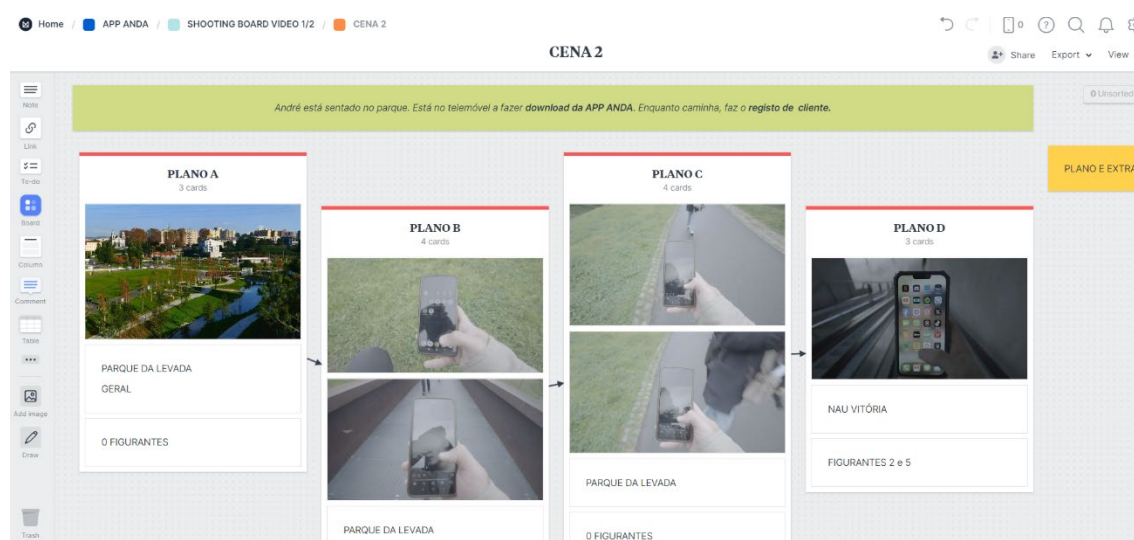 Home / APP ANDA / SHOOTING BOARD VIDEO 1/2 / CENA 2
0
CENA 2
Share Export View
Note
Link
To-do
Board
Column
Comment
Table
Add image
Draw
Trash
0 Unsorted
André está sentado no parque. Está no telemóvel a fazer download da APP ANDA. Enquanto caminha, faz o registo de cliente.
PLANO A
3 cards
PARQUE DA LEVADA
GERAL
0 FIGURANTES
PLANO B
4 cards
PARQUE DA LEVADA
PLANO C
4 cards
PARQUE DA LEVADA
0 FIGURANTES
PLANO D
3 cards
NAU VITÓRIA
FIGURANTES 2 e 5
PLANO E EXTRA